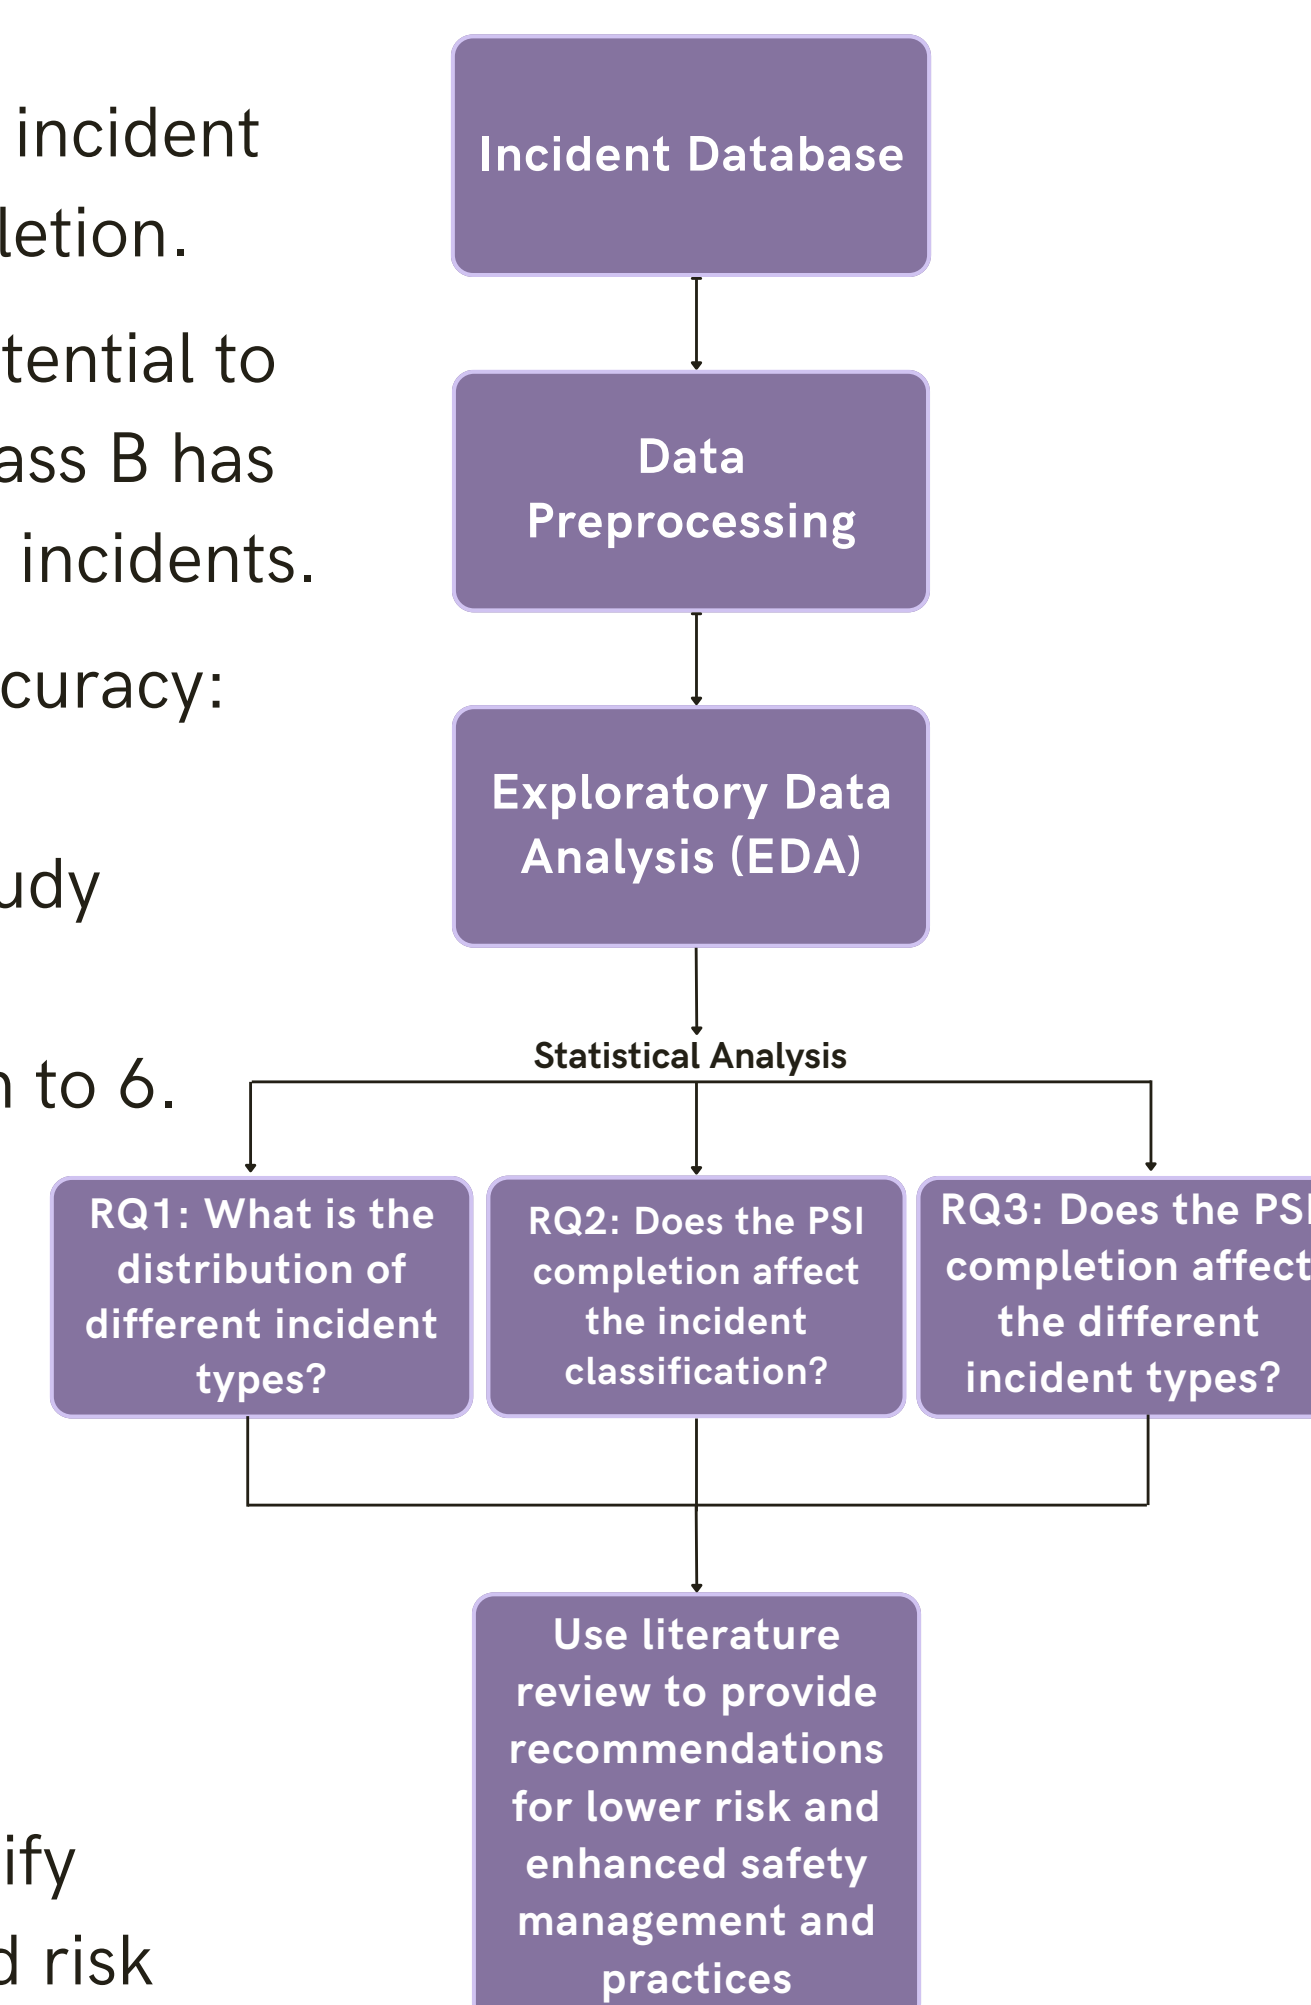 incident
letion.
tential to
ass B has
incidents.
curacy:
udy
n to 6.
ify
d risk
Incident Database
Data
Preprocessing
Exploratory Data
Analysis (EDA)
Statistical Analysis
RQ1: What is the
distribution of
different incident
types?
RQ2: Does the PSI
completion affect
the incident
classification?
RQ3: Does the PSI
completion affect
the different
incident types?
Use literature
review to provide
recommendations
for lower risk and
enhanced safety
management and
practices